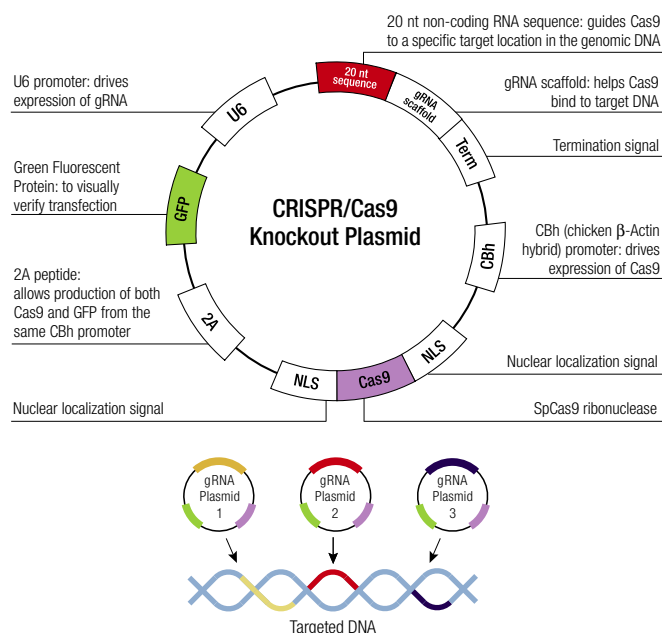 20 nt non-coding RNA sequence: guides Cas9
to a specific target location in the genomic DNA
U6 promoter: drives
expression of gRNA
gRNA scaffold: helps Cas9
bind to target DNA
Termination signal
Green Fluorescent
Protein: to visually
verify transfection
CBh (chicken β-Actin
hybrid) promoter: drives
expression of Cas9
2A peptide:
allows production of both
Cas9 and GFP from the
same CBh promoter
Nuclear localization signal
Nuclear localization signal
SpCas9 ribonuclease
20 nt
sequence
gRNA
scaffold
Term
CBh
NLS
Cas9
NLS
2A
GFP
U6
CRISPR/Cas9
Knockout Plasmid
gRNA
Plasmid
1
gRNA
Plasmid
2
gRNA
Plasmid
3
Targeted DNA